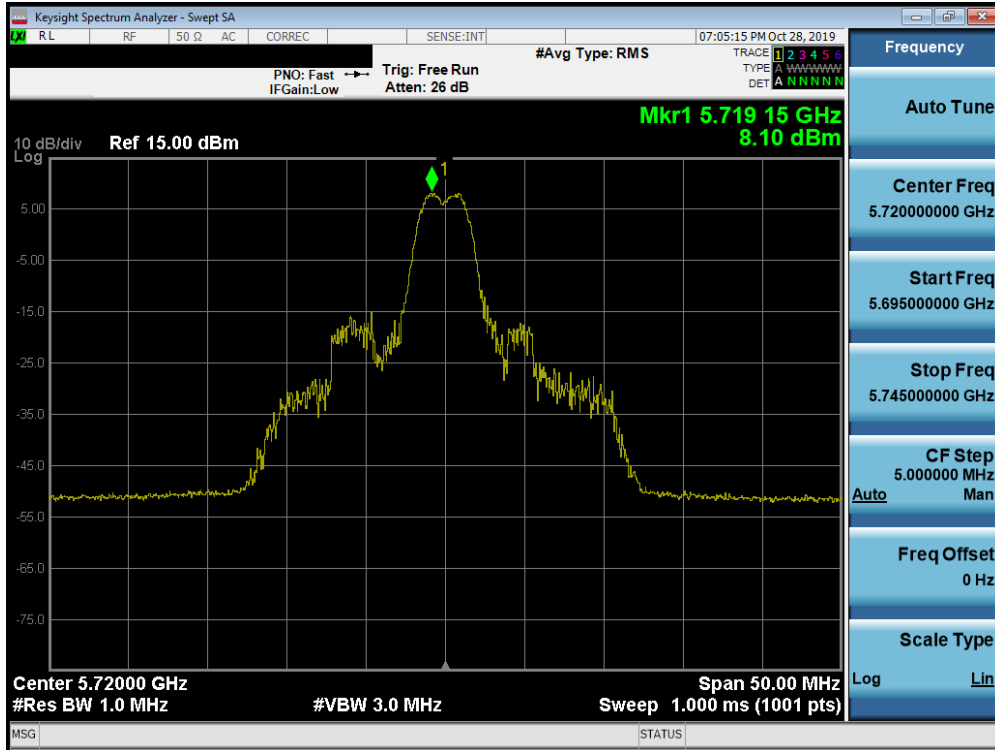 Keysight Spectrum Analyzer - Swept SA
LXI RL RF 50 Ω AC CORREC SENSE:INT 07:05:15 PM Oct 28, 2019
#Avg Type: RMS TRACE 1 2 3 4 5 6
PNO: Fast Trig: Free Run TYPE A WWWWW
IFGain:Low Atten: 26 dB DET A N N N N N
Mkr1 5.719 15 GHz
8.10 dBm
10 dB/div Ref 15.00 dBm
Log
1
5.00
-5.00
-15.0
-25.0
-35.0
-45.0
-55.0
-65.0
-75.0
Center 5.72000 GHz Span 50.00 MHz
#Res BW 1.0 MHz #VBW 3.0 MHz Sweep 1.000 ms (1001 pts)
MSG STATUS
Frequency
Auto Tune
Center Freq
5.720000000 GHz
Start Freq
5.695000000 GHz
Stop Freq
5.745000000 GHz
CF Step
5.000000 MHz
Auto Man
Freq Offset
0 Hz
Scale Type
Log Lin